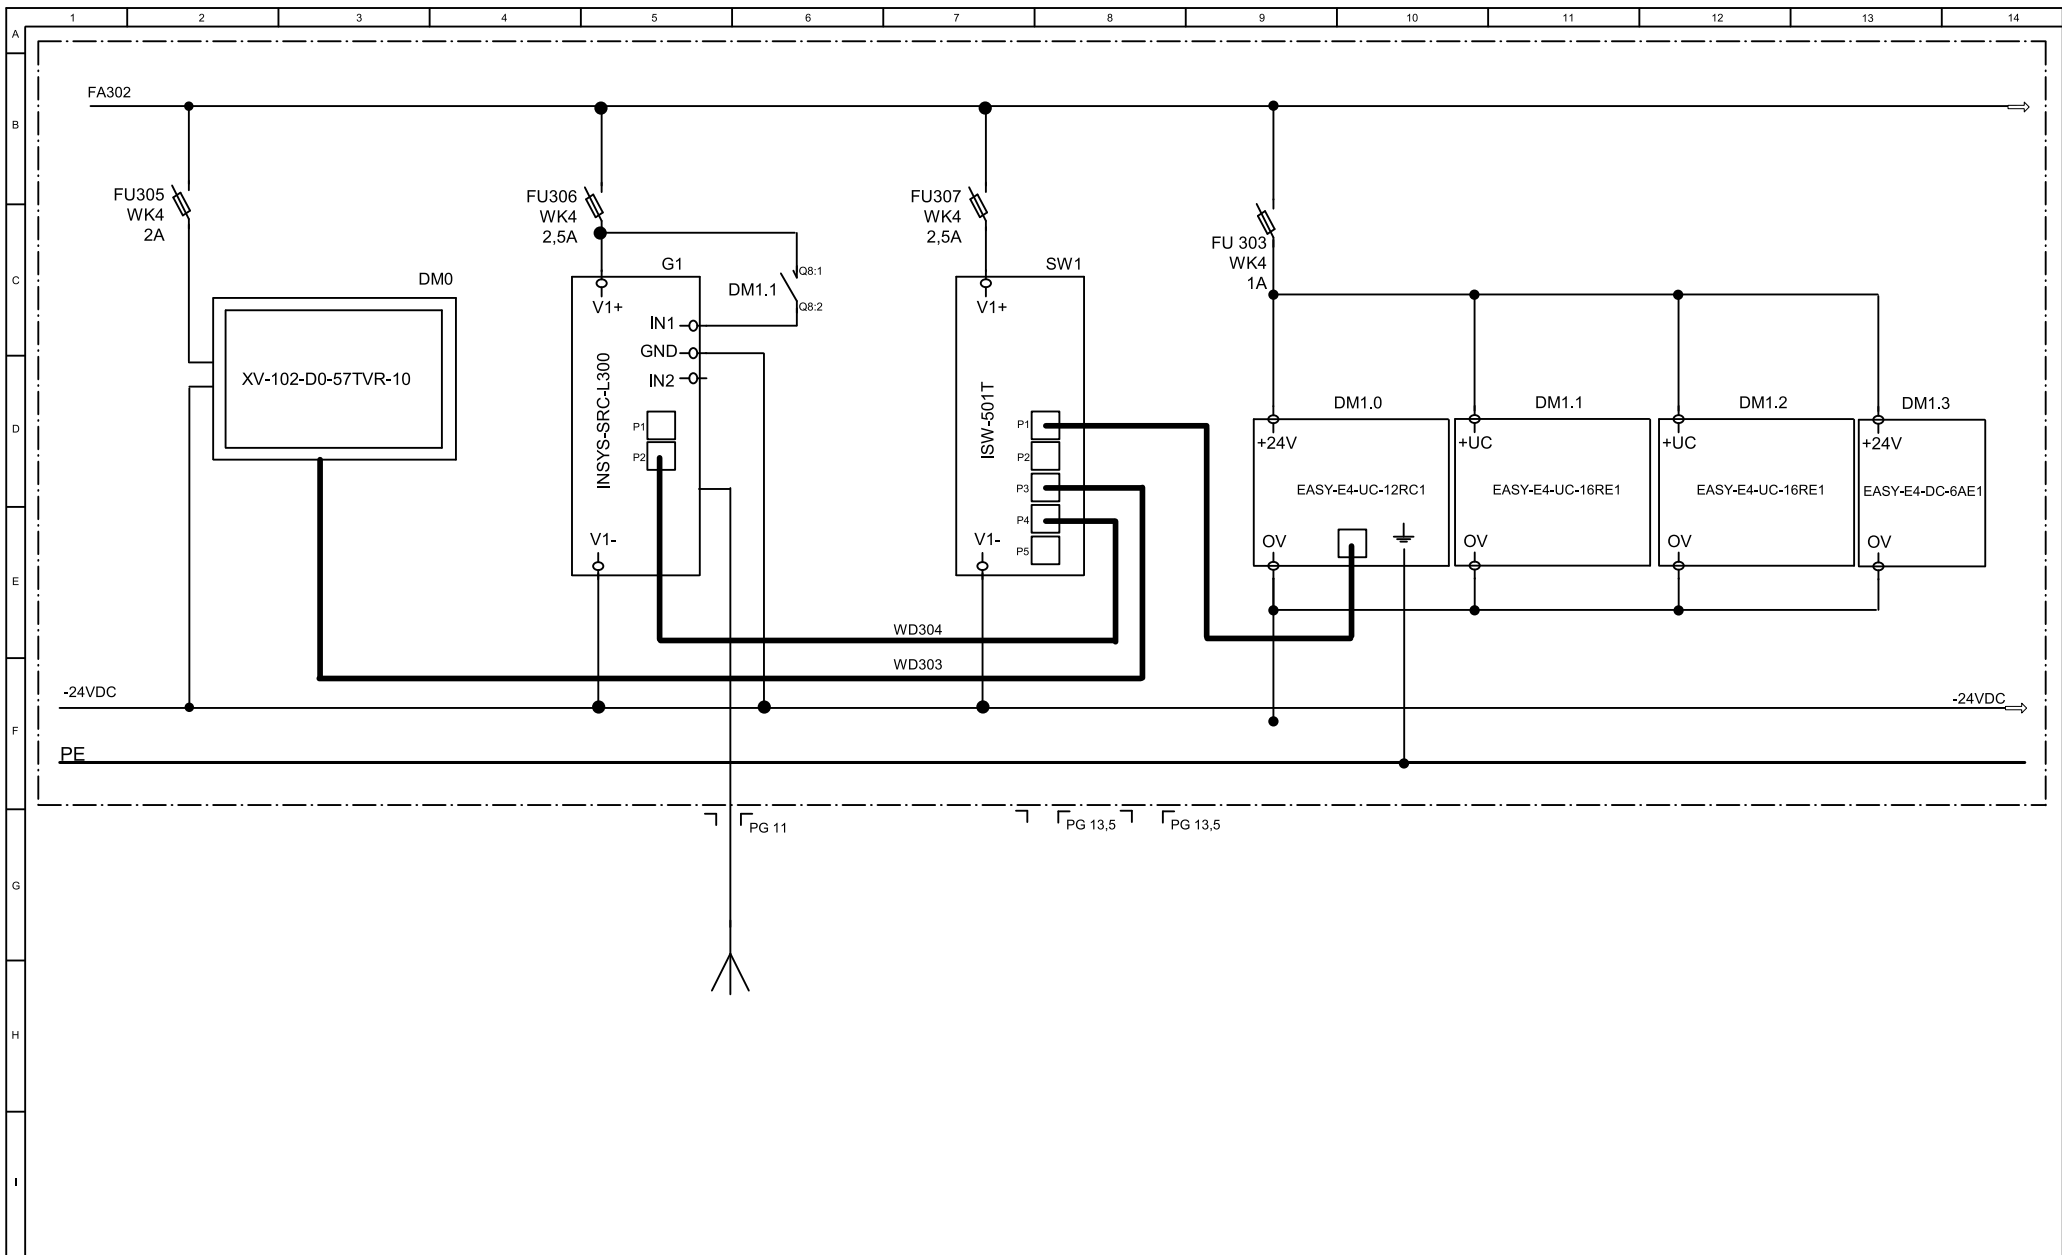 1 2 3 4 5 6 7 8 9 10 11 12 13 14
A
B
C
D
E
F
G
H
I
FA302
FU305
WK4
2A
FU306
WK4
2,5A
FU307
WK4
2,5A
FU 303
WK4
1A
DM0
XV-102-D0-57TVR-10
G1
V1+
IN1
GND
IN2
P1
P2
INSYS-SRC-L300
V1-
DM1.1
Q8:1
Q8:2
SW1
V1+
ISW-501T
P1
P2
P3
P4
P5
V1-
DM1.0
+24V
EASY-E4-UC-12RC1
OV
DM1.1
+UC
EASY-E4-UC-16RE1
OV
DM1.2
+UC
EASY-E4-UC-16RE1
OV
DM1.3
+24V
EASY-E4-DC-6AE1
OV
WD304
WD303
-24VDC
-24VDC
PE
PG 11
PG 13,5
PG 13,5